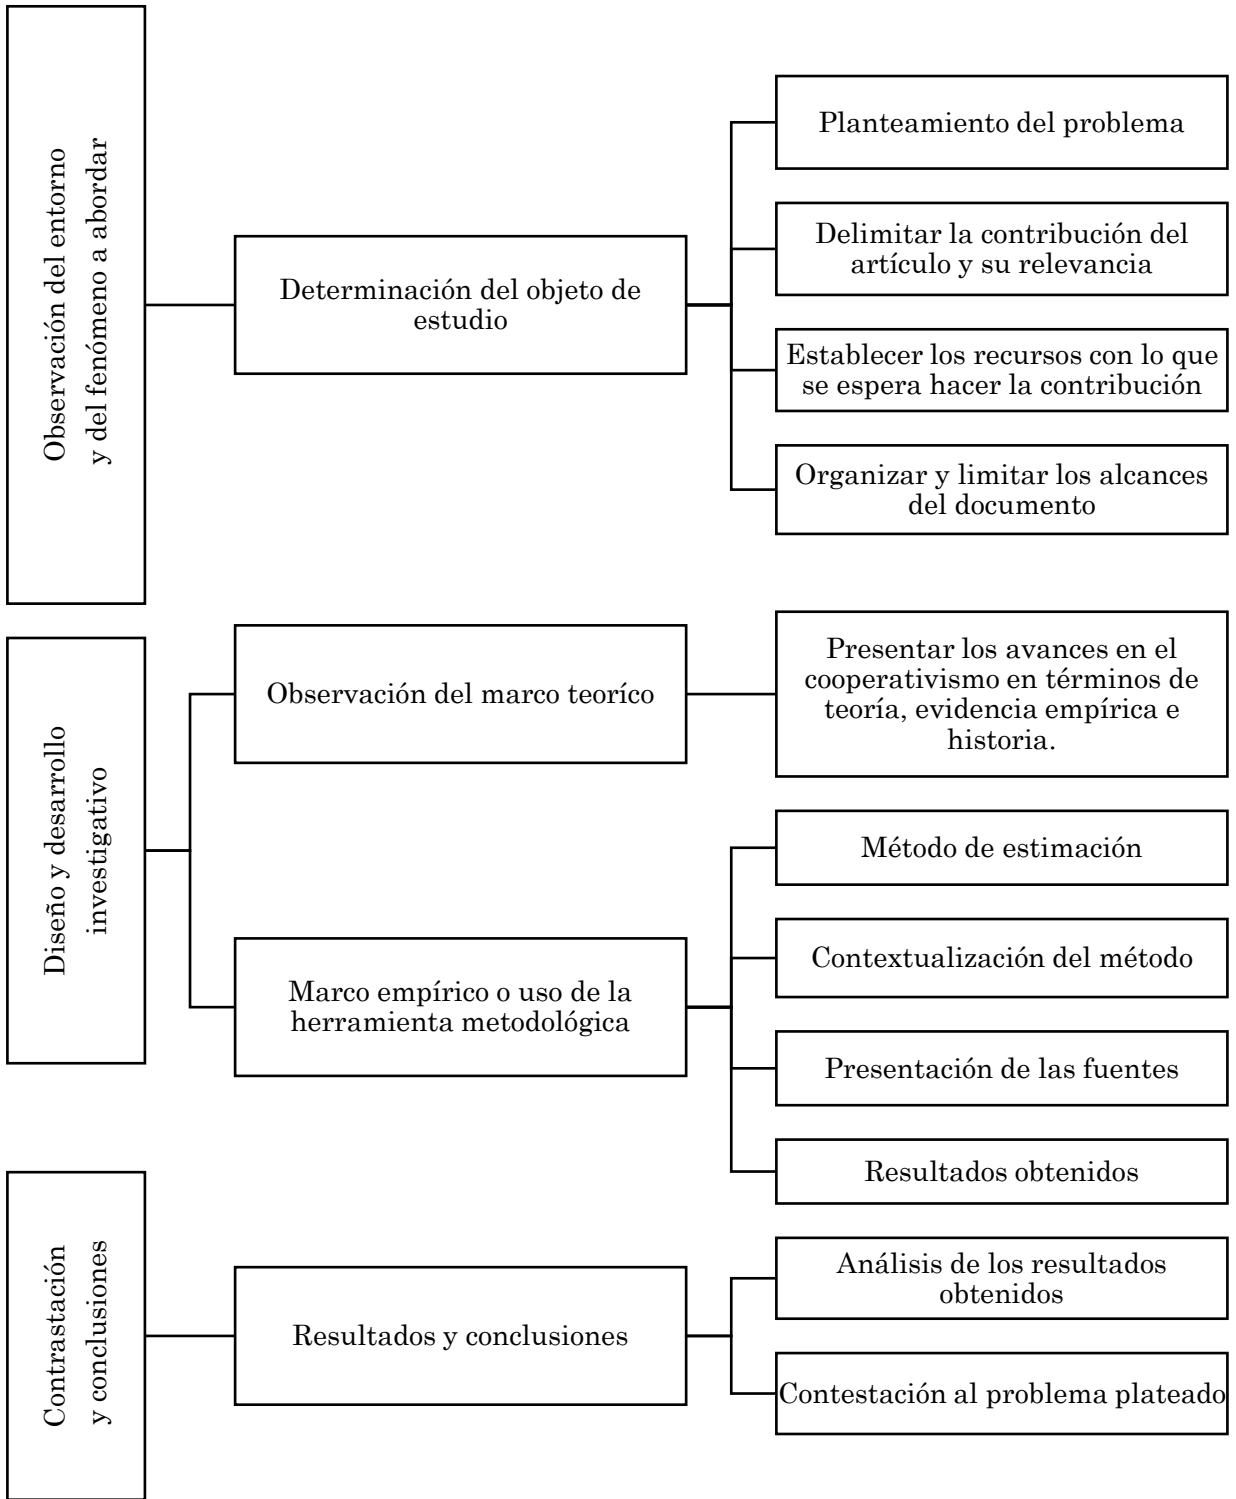 Observación del entorno
y del fenómeno a abordar
Determinación del objeto de
estudio
Planteamiento del problema
Delimitar la contribución del
artículo y su relevancia
Establecer los recursos con lo que
se espera hacer la contribución
Organizar y limitar los alcances
del documento
Diseño y desarrollo
investigativo
Observación del marco teoríco
Presentar los avances en el
cooperativismo en términos de
teoría, evidencia empírica e
historia.
Marco empírico o uso de la
herramienta metodológica
Método de estimación
Contextualización del método
Presentación de las fuentes
Resultados obtenidos
Contrastación
y conclusiones
Resultados y conclusiones
Análisis de los resultados
obtenidos
Contestación al problema plateado